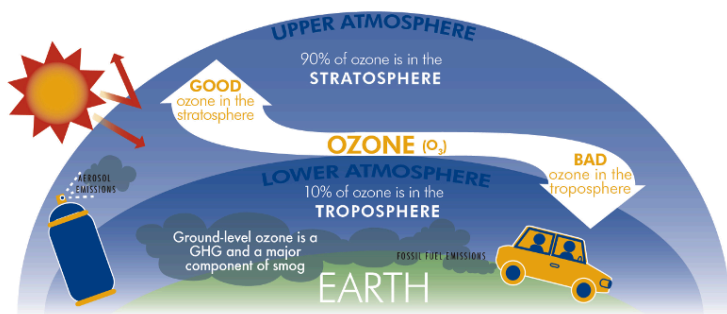 UPPER ATMOSPHERE
90% of ozone is in the
STRATOSPHERE
GOOD
ozone in the
stratosphere
OZONE (O₃)
BAD
ozone in the
troposphere
LOWER ATMOSPHERE
10% of ozone is in the
TROPOSPHERE
AEROSOL
EMISSIONS
Ground-level ozone is a
GHG and a major
component of smog
FOSSIL FUEL EMISSIONS
EARTH